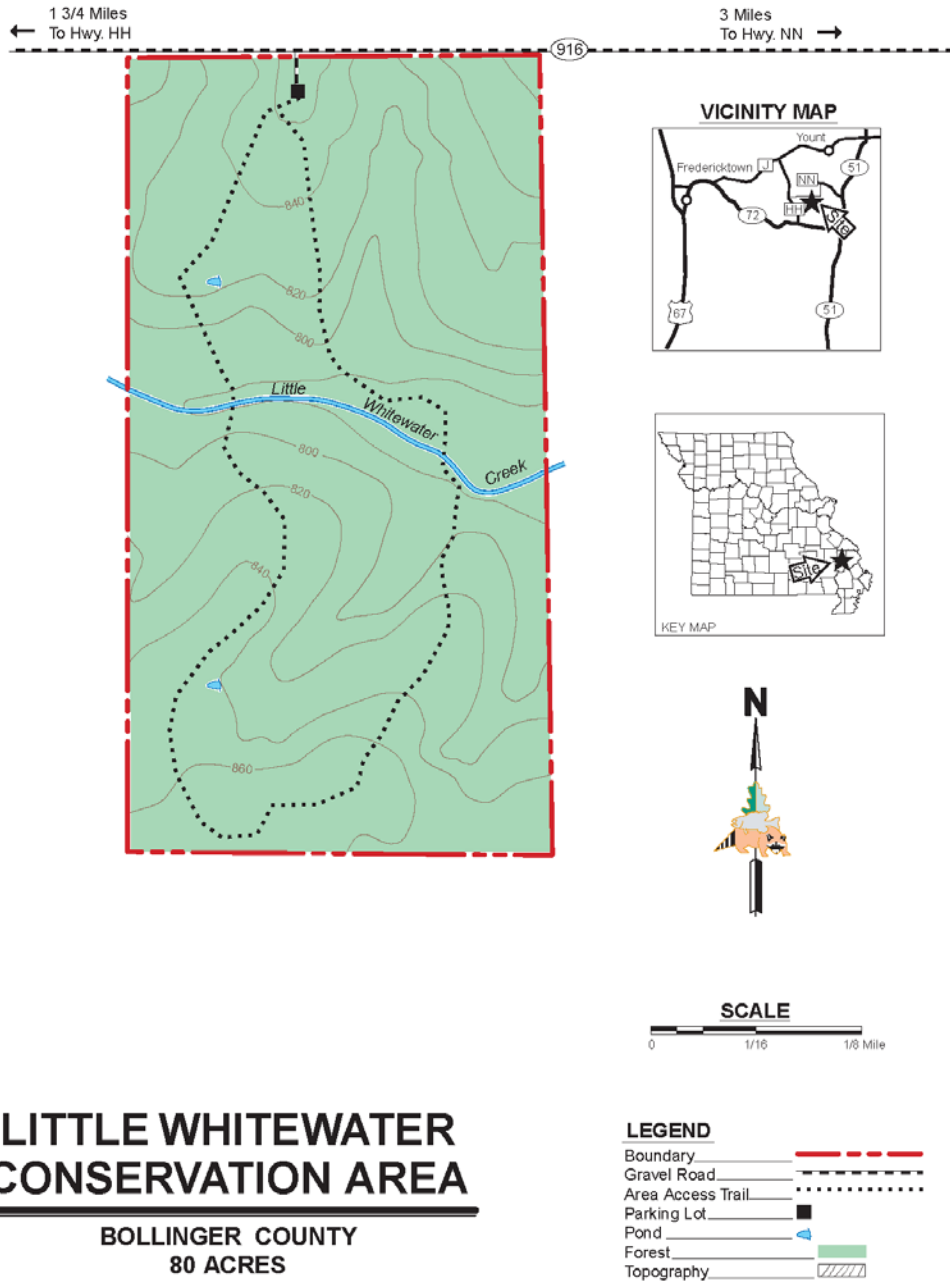 1 3/4 Miles
To Hwy. HH
3 Miles
To Hwy. NN
916
840
820
800
Little
Whitewater
Creek
800
820
840
860
VICINITY MAP
Yount
Fredericktown
J
51
NN
HH
72
Site
67
51
Site
KEY MAP
N
SCALE
0 1/16 1/8 Mile
LITTLE WHITEWATER
CONSERVATION AREA
BOLLINGER COUNTY
80 ACRES
LEGEND
Boundary
Gravel Road
Area Access Trail
Parking Lot
Pond
Forest
Topography